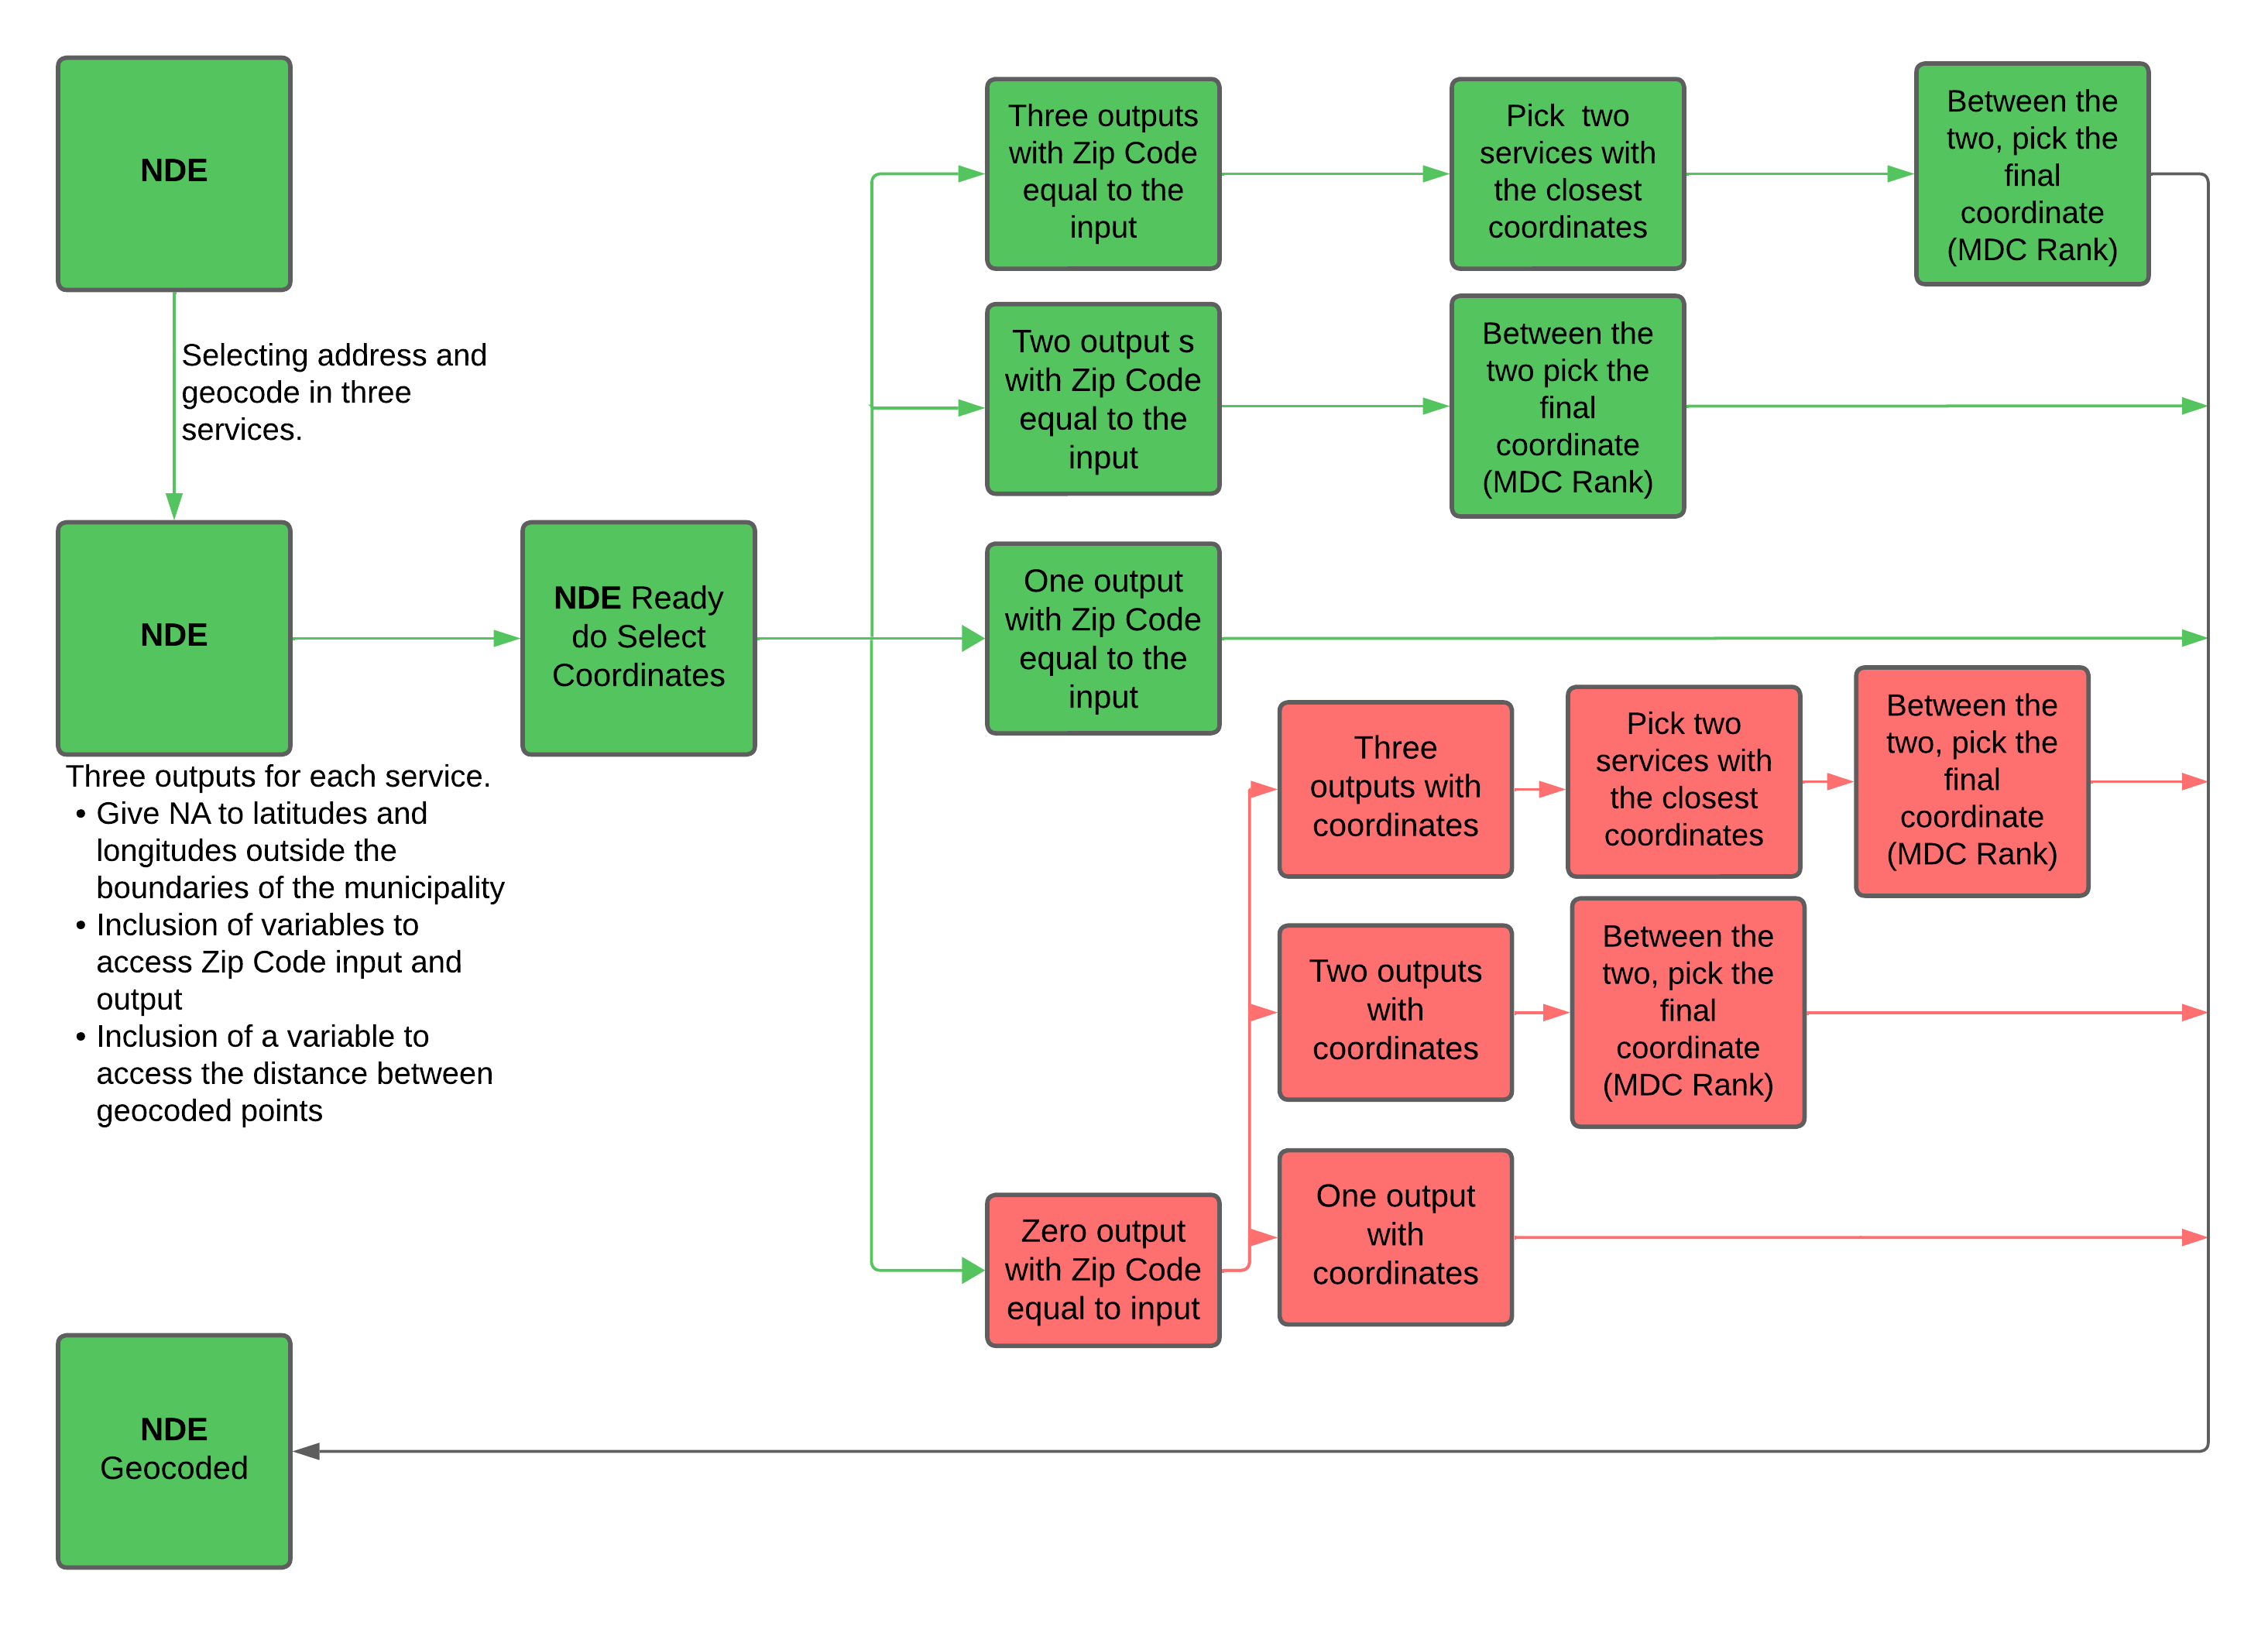 NDE
Selecting address and
geocode in three
services.
NDE
Three outputs for each service.
• Give NA to latitudes and
longitudes outside the
boundaries of the municipality
• Inclusion of variables to
access Zip Code input and
output
• Inclusion of a variable to
access the distance between
geocoded points
NDE Ready
do Select
Coordinates
Three outputs
with Zip Code
equal to the
input
Pick  two
services with
the closest
coordinates
Between the
two, pick the
final
coordinate
(MDC Rank)
Two output s
with Zip Code
equal to the
input
Between the
two pick the
final
coordinate
(MDC Rank)
One output
with Zip Code
equal to the
input
Zero output
with Zip Code
equal to input
Three
outputs with
coordinates
Pick two
services with
the closest
coordinates
Between the
two, pick the
final
coordinate
(MDC Rank)
Two outputs
with
coordinates
Between the
two, pick the
final
coordinate
(MDC Rank)
One output
with
coordinates
NDE
Geocoded